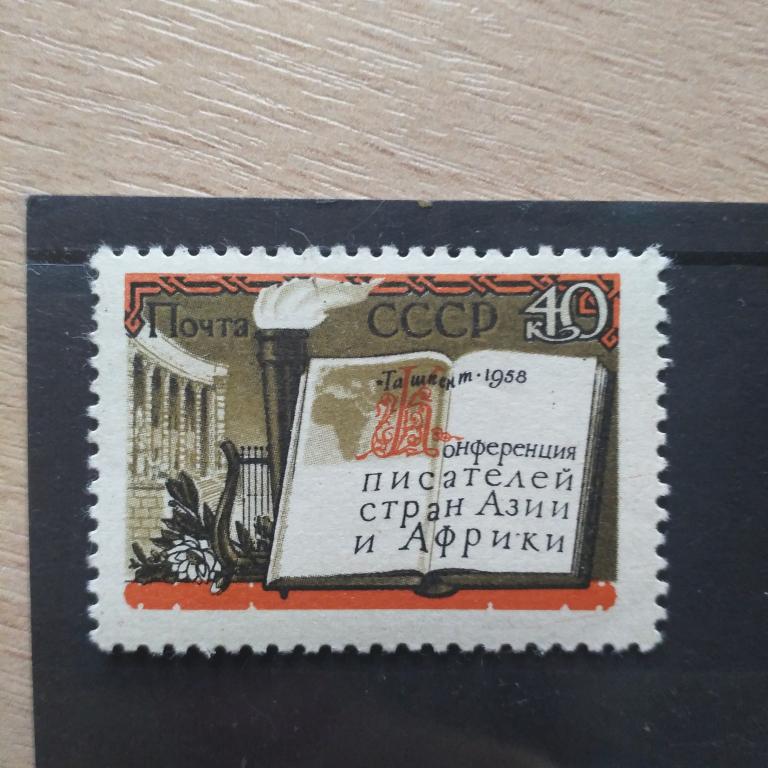 Почта СССР 40 к
Ташкент · 1958
Конференция
писателей
стран Азии
и Африки